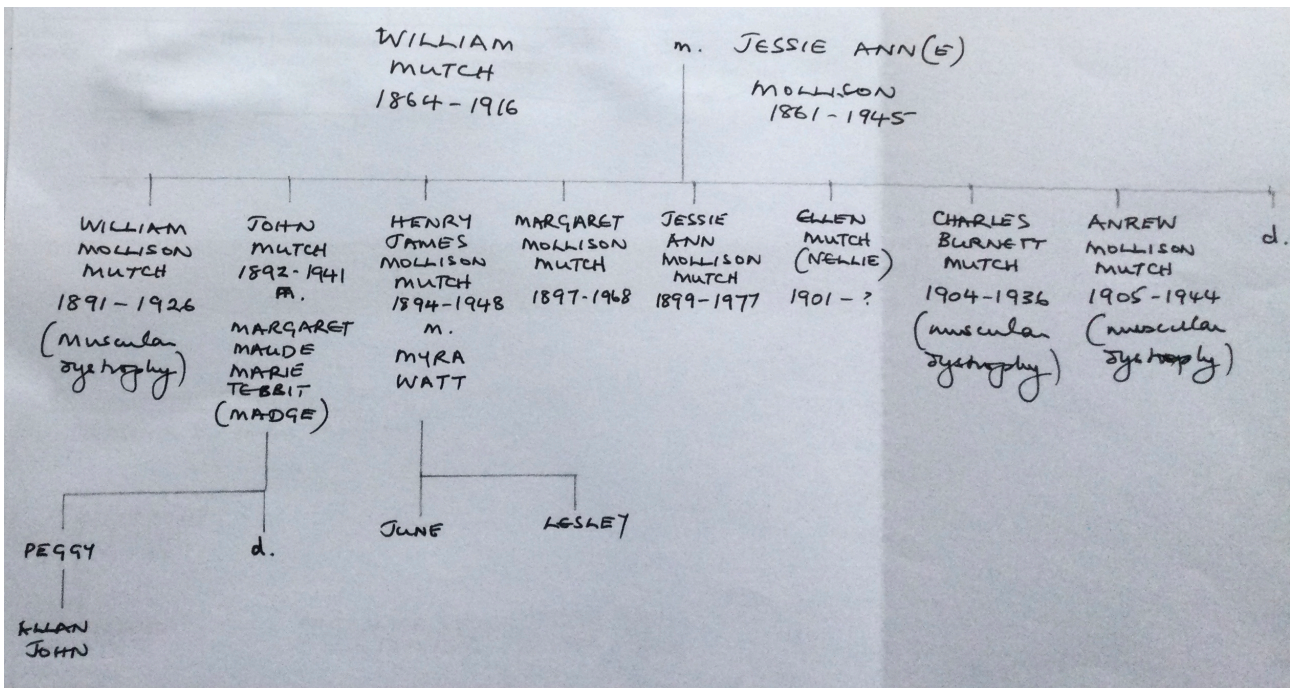 WILLIAM
MUTCH
1864 - 1916
m. JESSIE ANN(E)
MOLLISON
1861 - 1945
WILLIAM
MOLLISON
MUTCH
1891 - 1926
(muscular
dystrophy)
JOHN
MUTCH
1892 - 1941
m.
MARGARET
MAUDE
MARIE
TEBBIT
(MADGE)
HENRY
JAMES
MOLLISON
MUTCH
1894 - 1948
m.
MYRA
WATT
MARGARET
MOLLISON
MUTCH
1897 - 1968
JESSIE
ANN
MOLLISON
MUTCH
1899 - 1977
ELLEN
MUTCH
(NELLIE)
1901 - ?
CHARLES
BURNETT
MUTCH
1904 - 1936
(muscular
dystrophy)
ANREW
MOLLISON
MUTCH
1905 - 1944
(muscular
dystrophy)
d.
PEGGY
d.
JUNE
LESLEY
ALLAN
JOHN